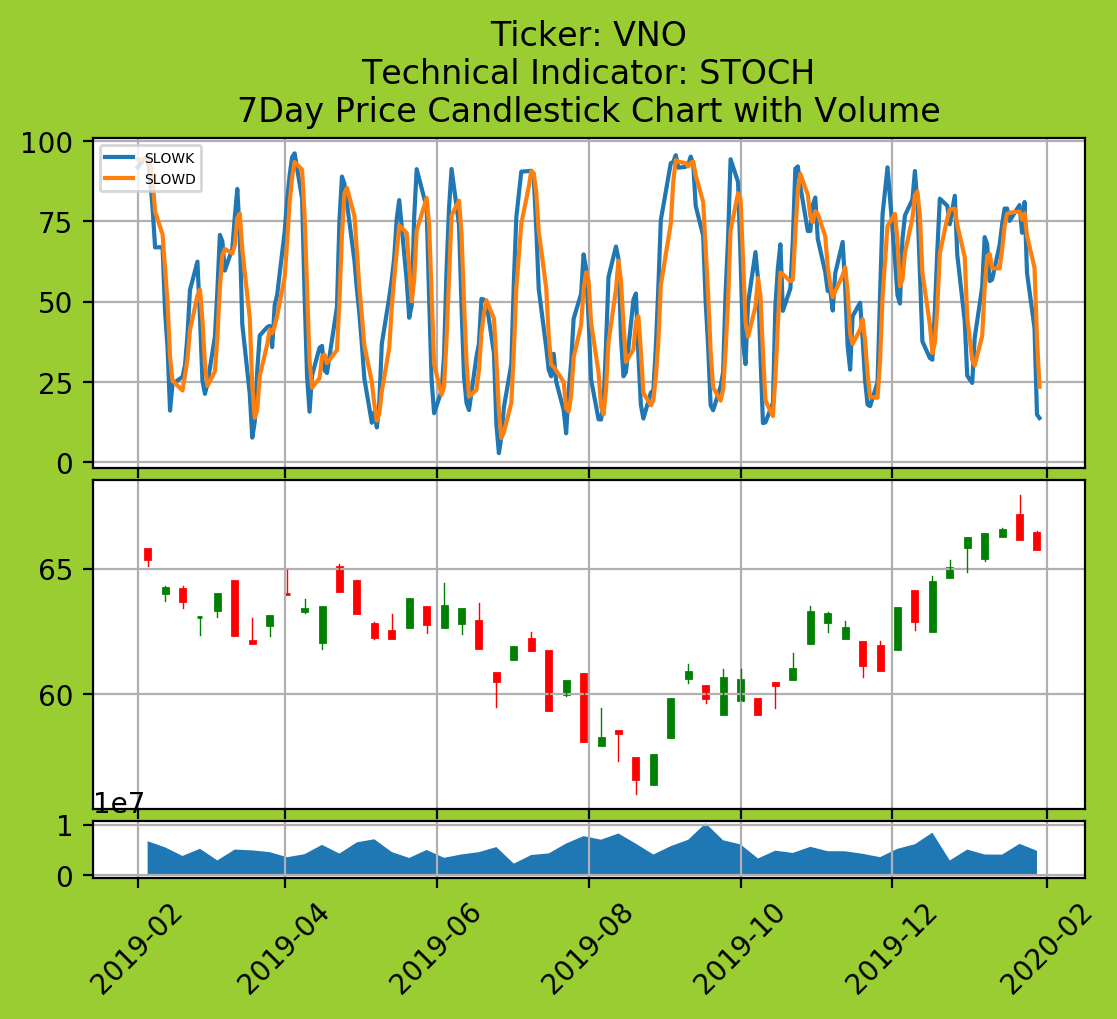 Ticker: VNO
Technical Indicator: STOCH
7Day Price Candlestick Chart with Volume
100
SLOWK
SLOWD
75
50
25
0
65
60
1e7
1
0
2019-02
2019-04
2019-06
2019-08
2019-10
2019-12
2020-02